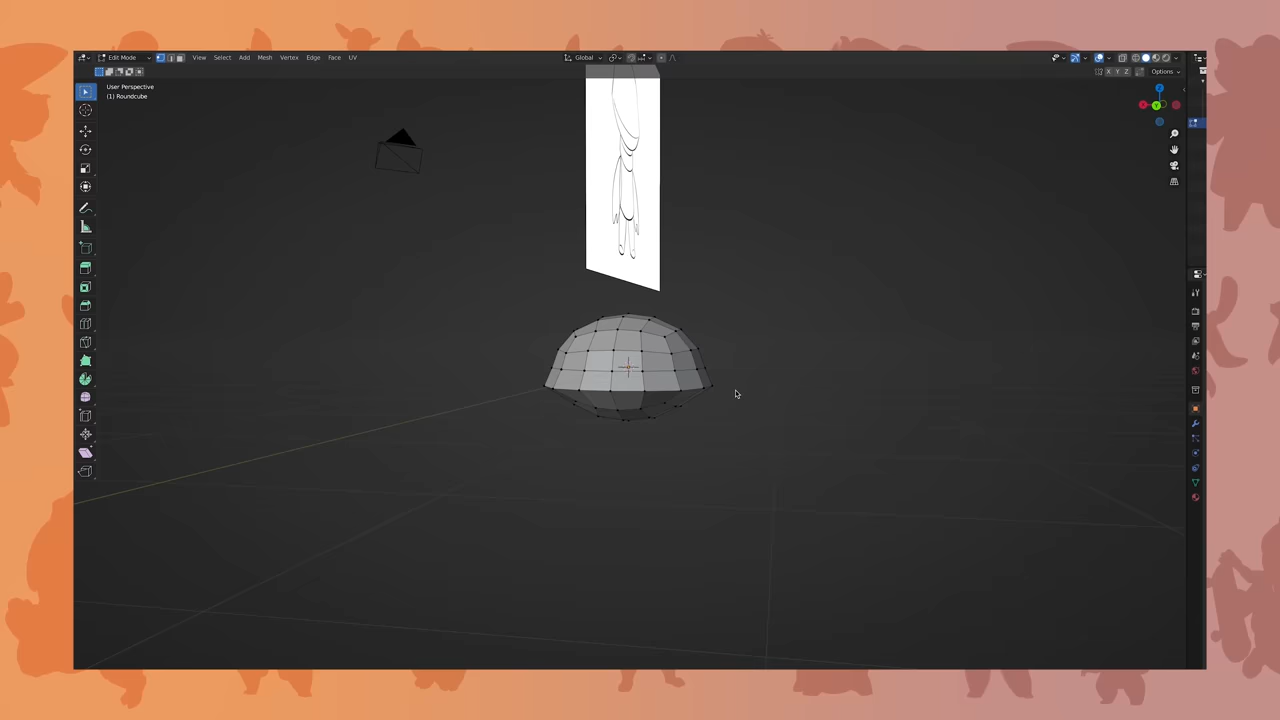 Edit Mode View Select Add Mesh Vertex Edge Face UV Global
X Y Z Options
User Perspective
(1) Roundcube
Z
X Y